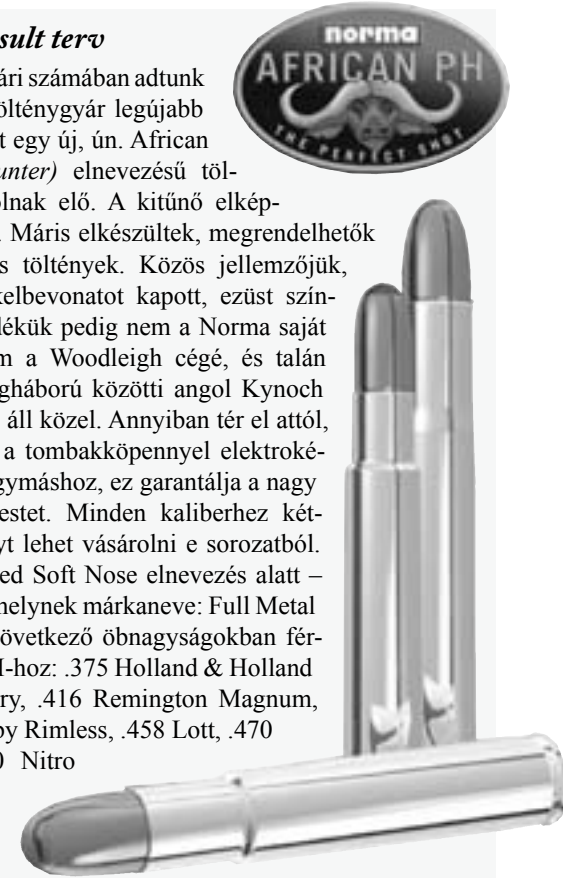 sult terv
ári számában adtunk
ölténygyár legújabb
t egy új, ún. African
unter) elnevezésű töl-
olnak elő. A kitűnő elkép-
. Máris elkészültek, megrendelhetők
s töltények. Közös jellemzőjük,
kelbevonatot kapott, ezüst szín-
lékük pedig nem a Norma saját
m a Woodleigh cégé, és talán
gháború közötti angol Kynoch
áll közel. Annyiban tér el attól,
a tombakköpennyel elektroké-
gymáshoz, ez garantálja a nagy
estet. Minden kaliberhez két-
yt lehet vásárolni e sorozatból.
ed Soft Nose elnevezés alatt –
nelynek márkaneve: Full Metal
övetkező öbnagyságokban fér-
H-hoz: .375 Holland & Holland
ry, .416 Remington Magnum,
by Rimless, .458 Lott, .470
0 Nitro
norma
AFRICAN PH
THE PERFECT SHOT